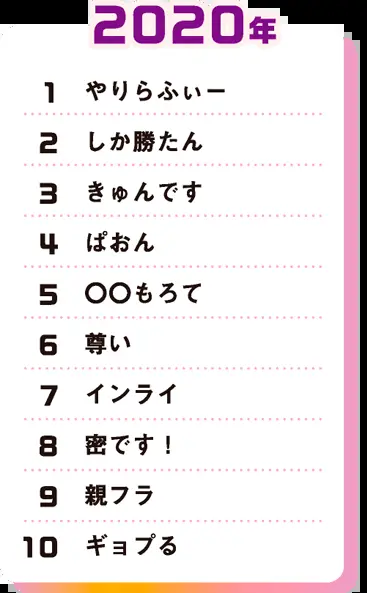 2020年
1 やりらふぃー
2 しか勝たん
3 きゅんです
4 ぱおん
5 〇〇もろて
6 尊い
7 インライ
8 密です！
9 親フラ
10 ギョプる